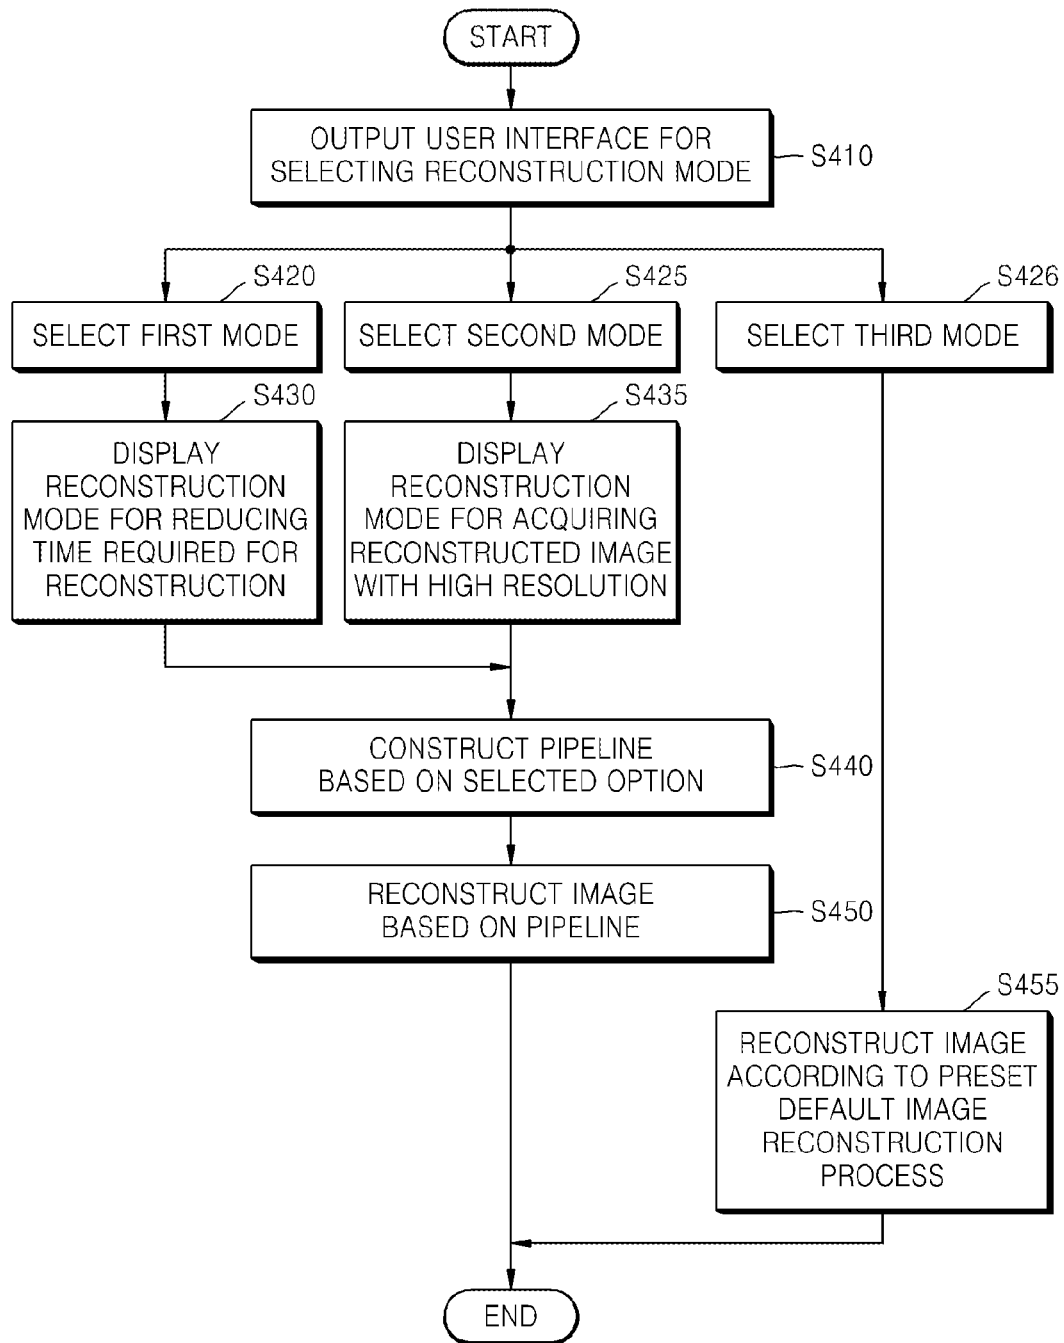 START
OUTPUT USER INTERFACE FOR
SELECTING RECONSTRUCTION MODE
S410
S420
SELECT FIRST MODE
S425
SELECT SECOND MODE
S426
SELECT THIRD MODE
S430
DISPLAY
RECONSTRUCTION
MODE FOR REDUCING
TIME REQUIRED FOR
RECONSTRUCTION
S435
DISPLAY
RECONSTRUCTION
MODE FOR ACQUIRING
RECONSTRUCTED IMAGE
WITH HIGH RESOLUTION
CONSTRUCT PIPELINE
BASED ON SELECTED OPTION
S440
RECONSTRUCT IMAGE
BASED ON PIPELINE
S450
S455
RECONSTRUCT IMAGE
ACCORDING TO PRESET
DEFAULT IMAGE
RECONSTRUCTION
PROCESS
END